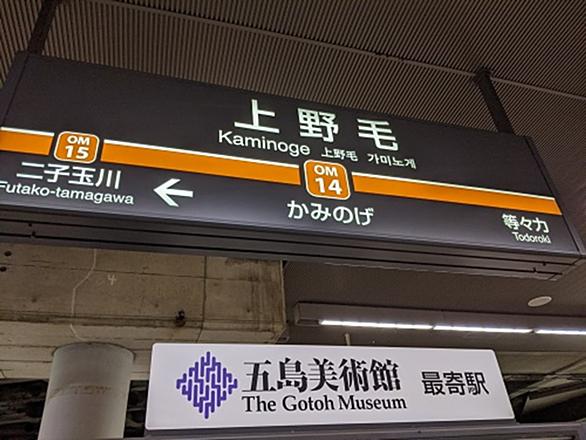 上野毛
Kaminoge 上野毛 가미노게
OM
15
OM
14
二子玉川
Futako-tamagawa
←
かみのげ
等々力
Todoroki
五島美術館 最寄駅
The Gotoh Museum